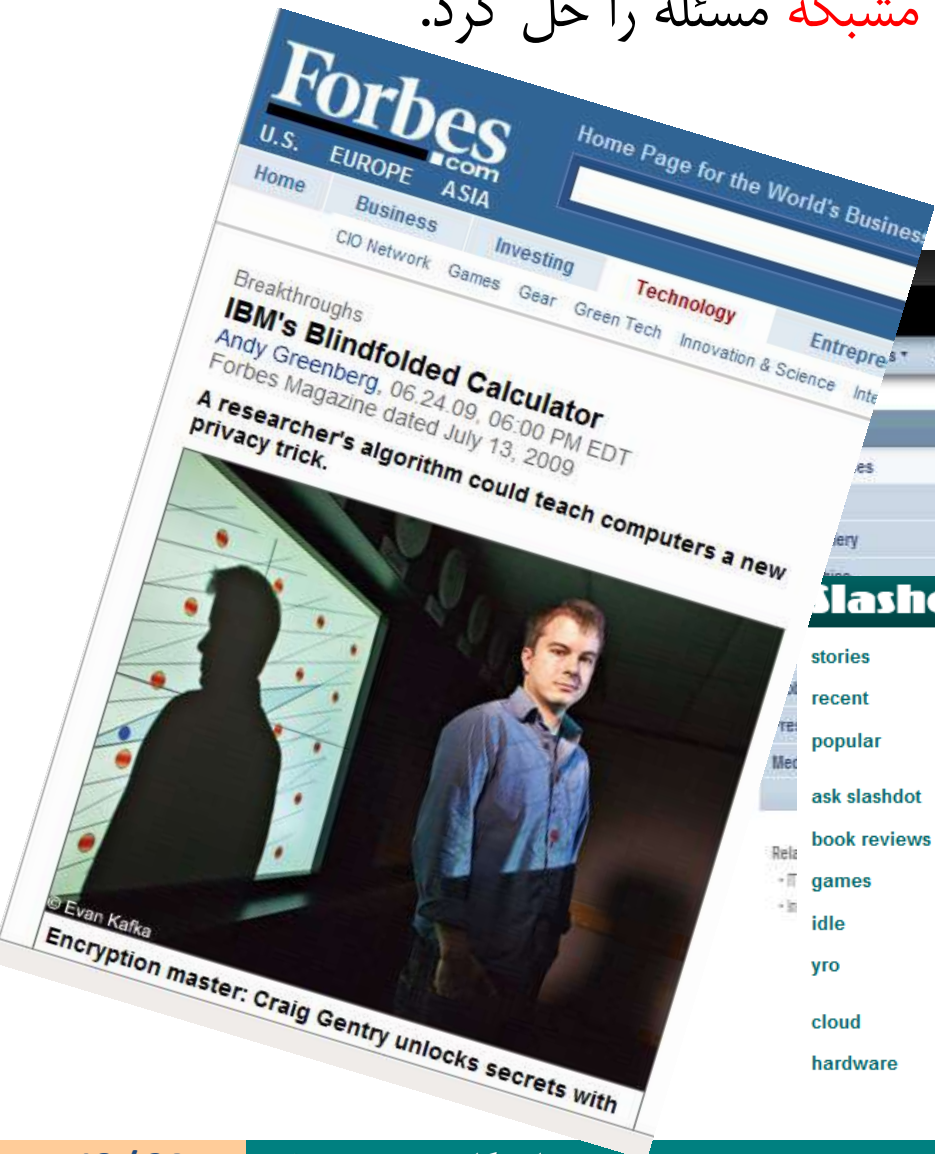 مشبکه مسئله را حل کرد.
Forbes
.com
U.S. EUROPE ASIA
Home Page for the World's Business
Home Business Investing Technology
CIO Network Games Gear Green Tech Innovation & Science
Breakthroughs
IBM's Blindfolded Calculator
Andy Greenberg, 06.24.09, 06:00 PM EDT
Forbes Magazine dated July 13, 2009
A researcher's algorithm could teach computers a new
privacy trick.
© Evan Kafka
Encryption master: Craig Gentry unlocks secrets with
stories
recent
popular
ask slashdot
book reviews
games
idle
yro
cloud
hardware